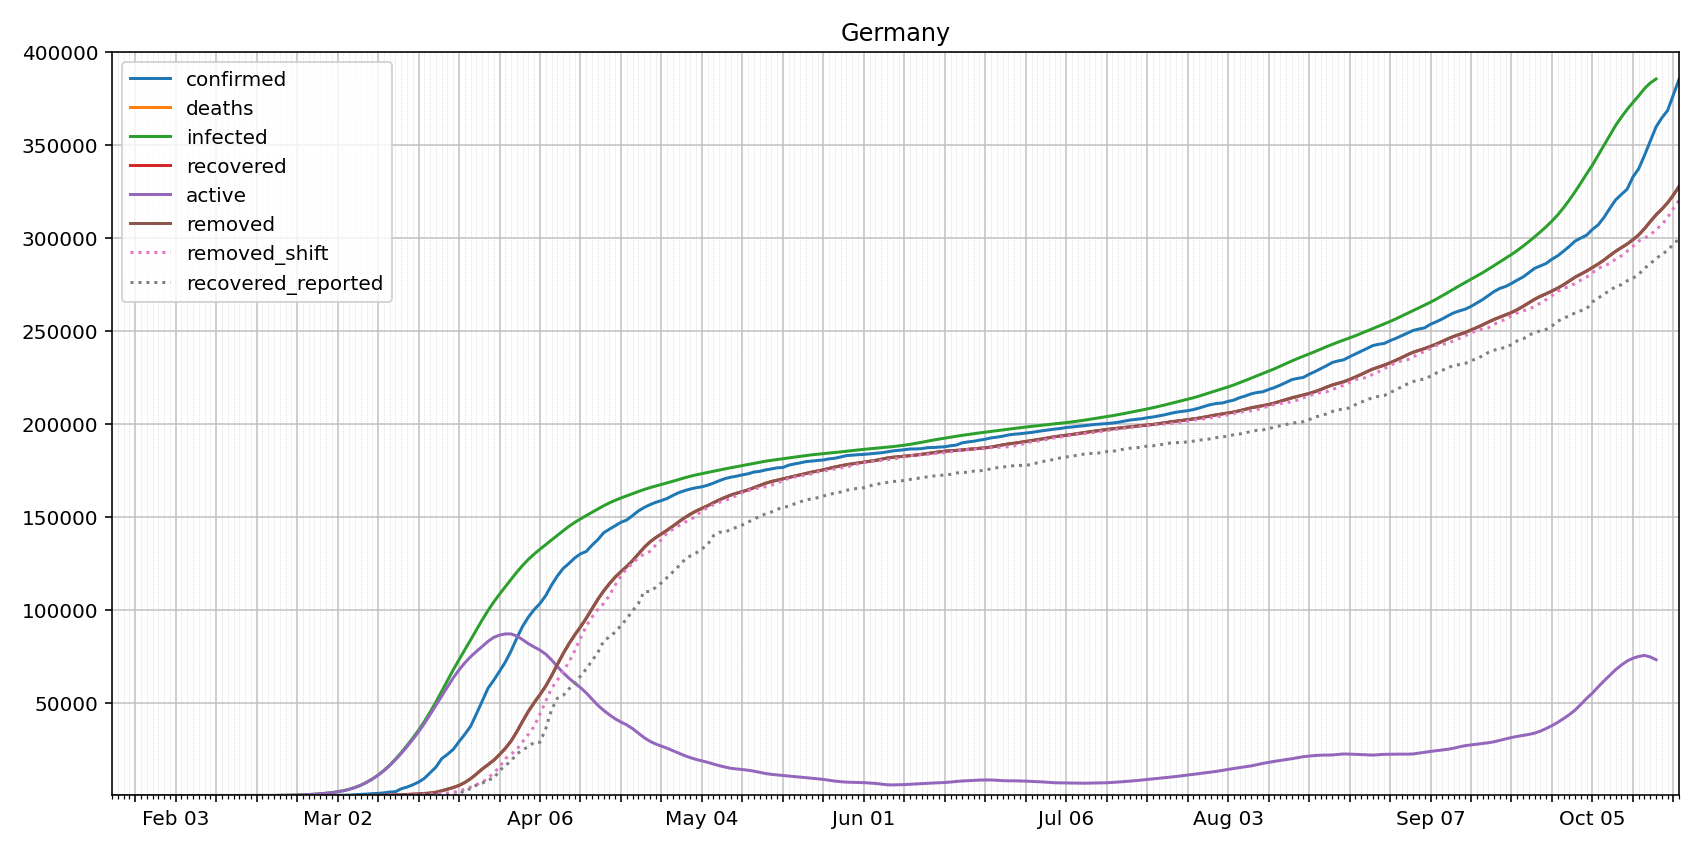 Germany
400000
350000
300000
250000
200000
150000
100000
50000
confirmed
deaths
infected
recovered
active
removed
removed_shift
recovered_reported
Feb 03 Mar 02 Apr 06 May 04 Jun 01 Jul 06 Aug 03 Sep 07 Oct 05